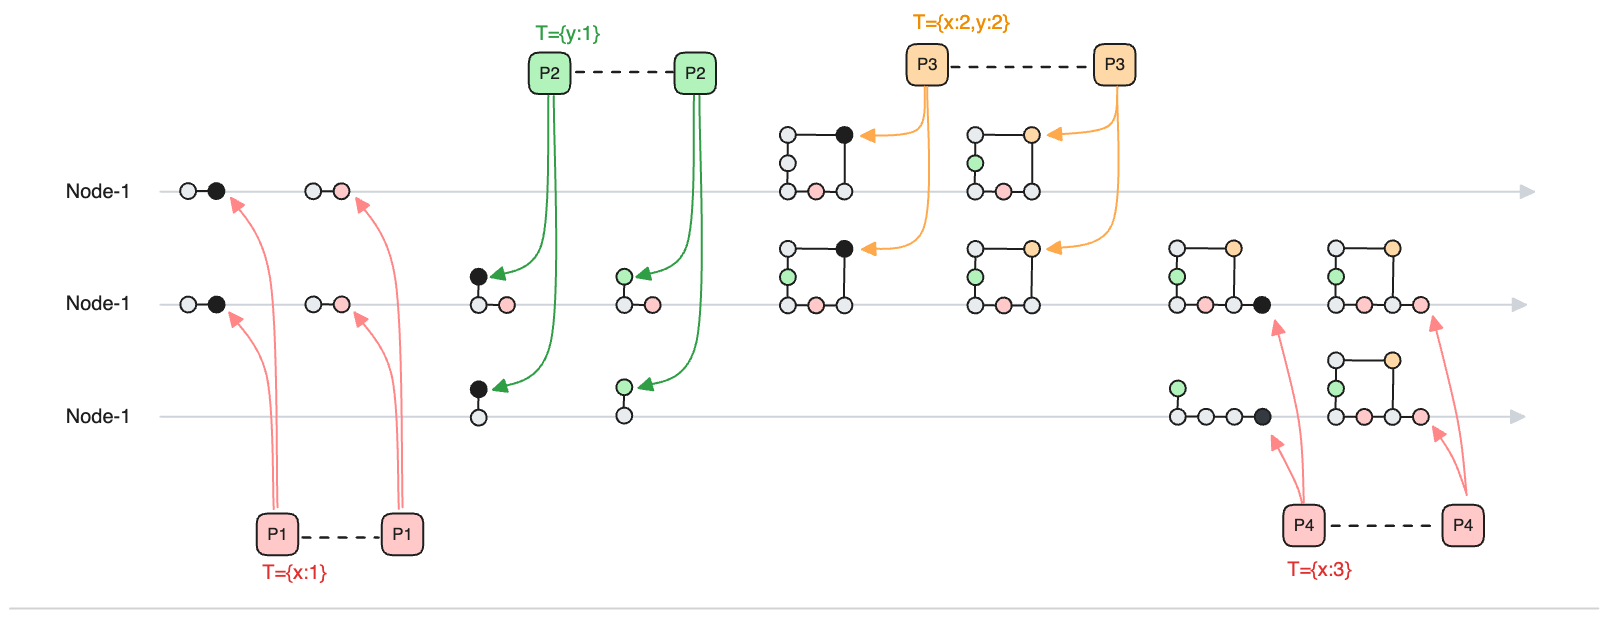 T={y:1}
T={x:2,y:2}
P2
P2
P3
P3
Node-1
Node-1
Node-1
P1
P1
P4
P4
T={x:1}
T={x:3}